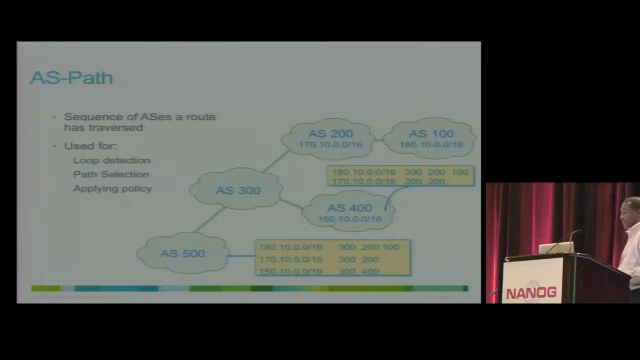 AS-Path
· Sequence of ASes a route
has traversed
· Used for:
Loop detection
Path Selection
Applying policy
AS 200
170.10.0.0/16
AS 100
180.10.0.0/16
180.10.0.0/16 300 200 100
170.10.0.0/16 300 200
AS 300
AS 400
150.10.0.0/16
AS 500
180.10.0.0/16 300 200 100
170.10.0.0/16 300 200
150.10.0.0/16 300 400
NANOG